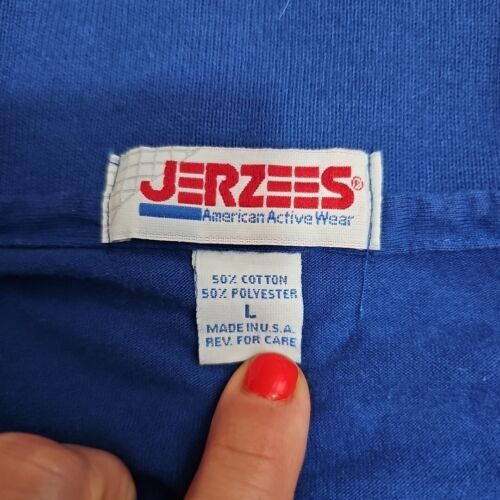 JERZEES®
American Active Wear
50% COTTON
50% POLYESTER
L
MADE IN U.S.A.
REV. FOR CARE